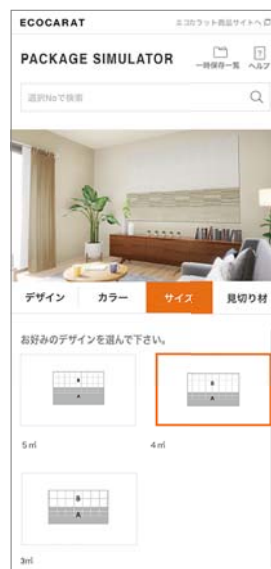 ECOCARAT
エコカラット商品サイトへ
PACKAGE SIMULATOR
一時保存一覧
ヘルプ
選択Noで検索
デザイン
カラー
サイズ
見切り材
お好みのデザインを選んで下さい。
B
A
B
A
5㎡
4㎡
B
A
3㎡